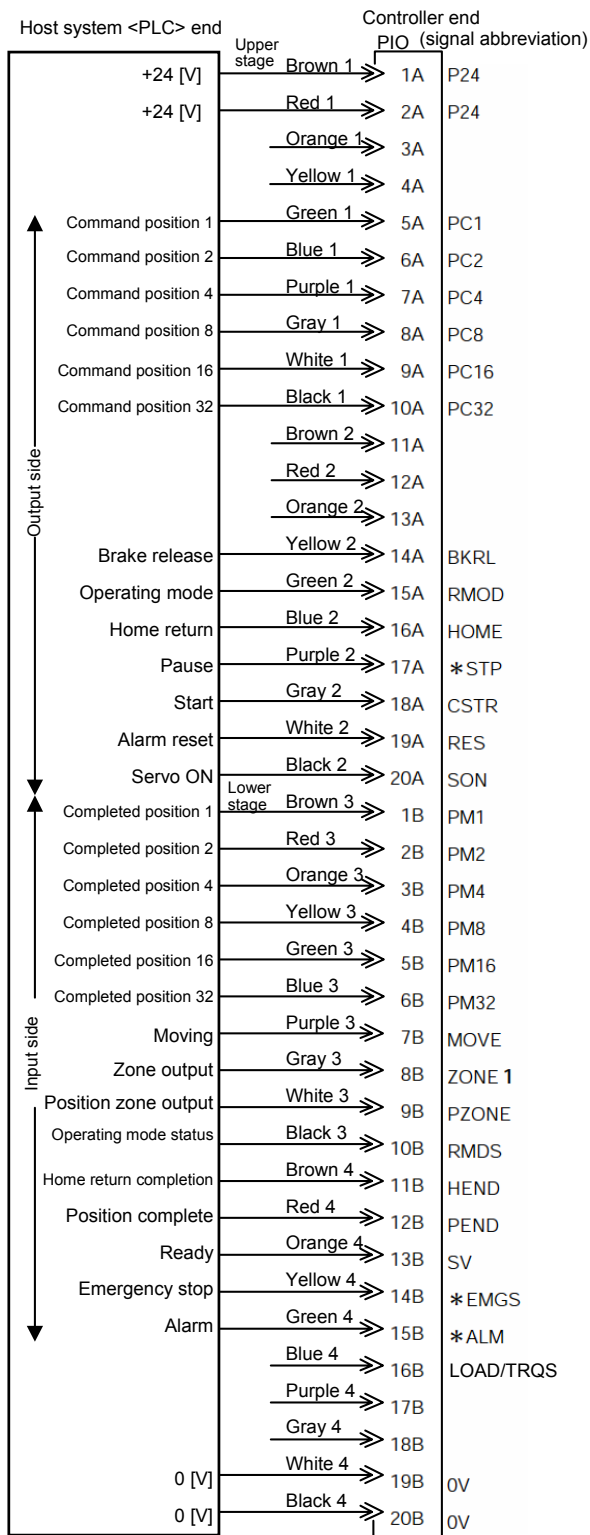 Host system <PLC> end
Controller end
PIO (signal abbreviation)
Upper stage
+24 [V] Brown 1 1A P24
+24 [V] Red 1 2A P24
Orange 1 3A
Yellow 1 4A
Output side
Command position 1 Green 1 5A PC1
Command position 2 Blue 1 6A PC2
Command position 4 Purple 1 7A PC4
Command position 8 Gray 1 8A PC8
Command position 16 White 1 9A PC16
Command position 32 Black 1 10A PC32
Brown 2 11A
Red 2 12A
Orange 2 13A
Brake release Yellow 2 14A BKRL
Operating mode Green 2 15A RMOD
Home return Blue 2 16A HOME
Pause Purple 2 17A *STP
Start Gray 2 18A CSTR
Alarm reset White 2 19A RES
Servo ON Black 2 20A SON
Lower stage
Input side
Completed position 1 Brown 3 1B PM1
Completed position 2 Red 3 2B PM2
Completed position 4 Orange 3 3B PM4
Completed position 8 Yellow 3 4B PM8
Completed position 16 Green 3 5B PM16
Completed position 32 Blue 3 6B PM32
Moving Purple 3 7B MOVE
Zone output Gray 3 8B ZONE 1
Position zone output White 3 9B PZONE
Operating mode status Black 3 10B RMDS
Home return completion Brown 4 11B HEND
Position complete Red 4 12B PEND
Ready Orange 4 13B SV
Emergency stop Yellow 4 14B *EMGS
Alarm Green 4 15B *ALM
Blue 4 16B LOAD/TRQS
Purple 4 17B
Gray 4 18B
0 [V] White 4 19B 0V
0 [V] Black 4 20B 0V